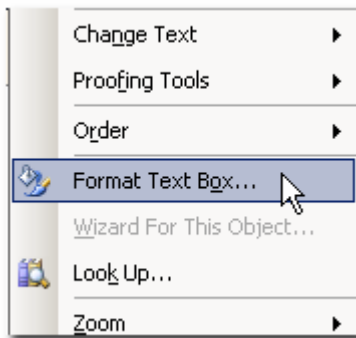 Change Text
Proofing Tools
Order
Format Text Box...
Wizard For This Object...
Look Up...
Zoom